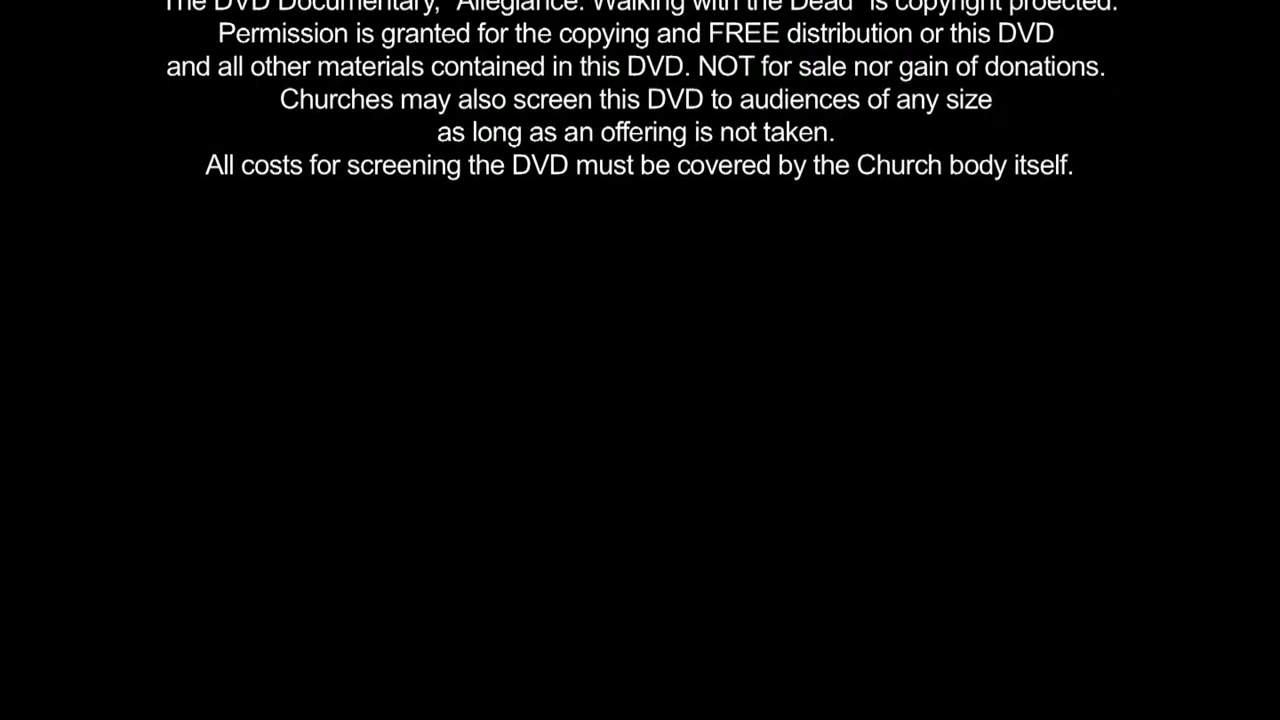 The DVD Documentary, "Allegiance: Walking with the Dead" is copyright proected.
Permission is granted for the copying and FREE distribution or this DVD
and all other materials contained in this DVD. NOT for sale nor gain of donations.
Churches may also screen this DVD to audiences of any size
as long as an offering is not taken.
All costs for screening the DVD must be covered by the Church body itself.